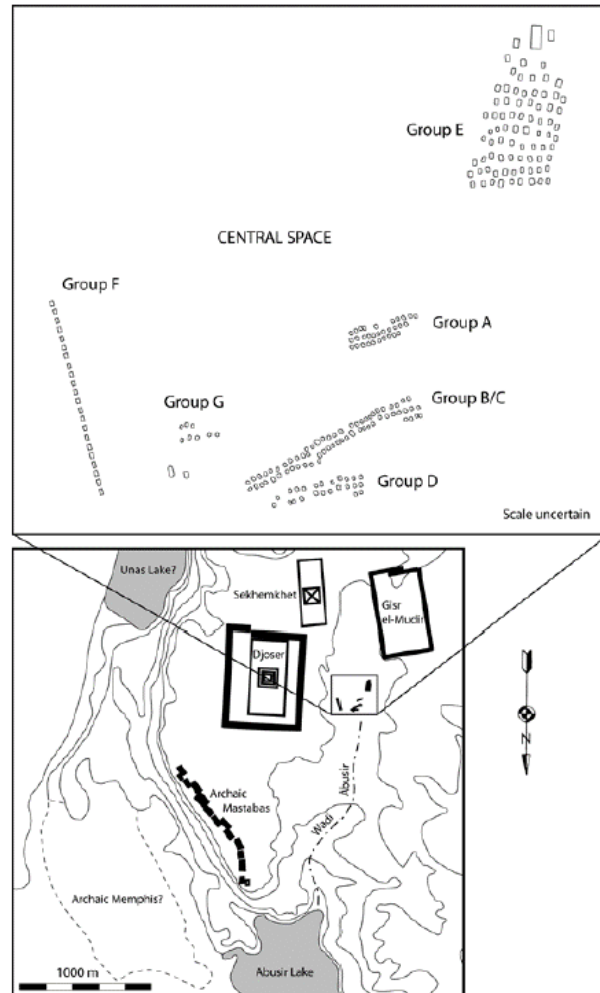 Group E
CENTRAL SPACE
Group F
Group A
Group G
Group B/C
Group D
Scale uncertain
Unas Lake?
Sekhemkhet
Gisr
el-Mudir
Djoser
Archaic
Mastabas
Wadi
Abusir
Archaic Memphis?
1000 m
Abusir Lake
N